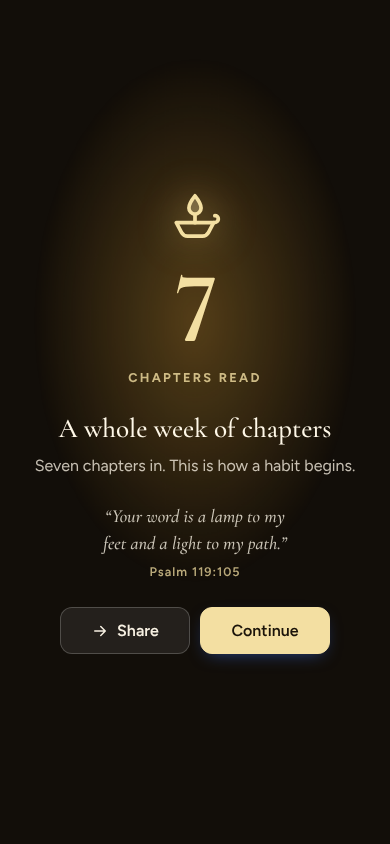 7
CHAPTERS READ
A whole week of chapters
Seven chapters in. This is how a habit begins.
“Your word is a lamp to my
feet and a light to my path.”
Psalm 119:105
Share
Continue